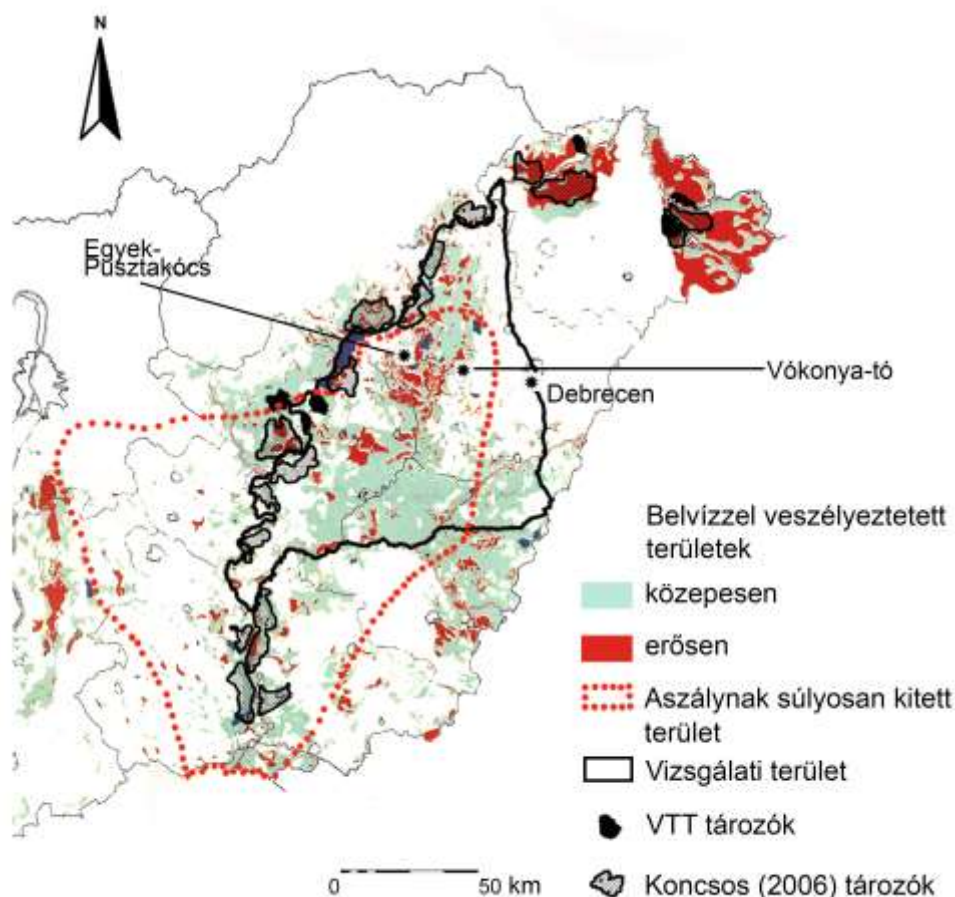 N
Egyek-
Pusztakócs
Vókonya-tó
Debrecen
Belvízzel veszélyeztetett
területek
közepesen
erősen
Aszálynak súlyosan kitett
terület
Vizsgálati terület
VTT tározók
0 50 km
Koncsos (2006) tározók